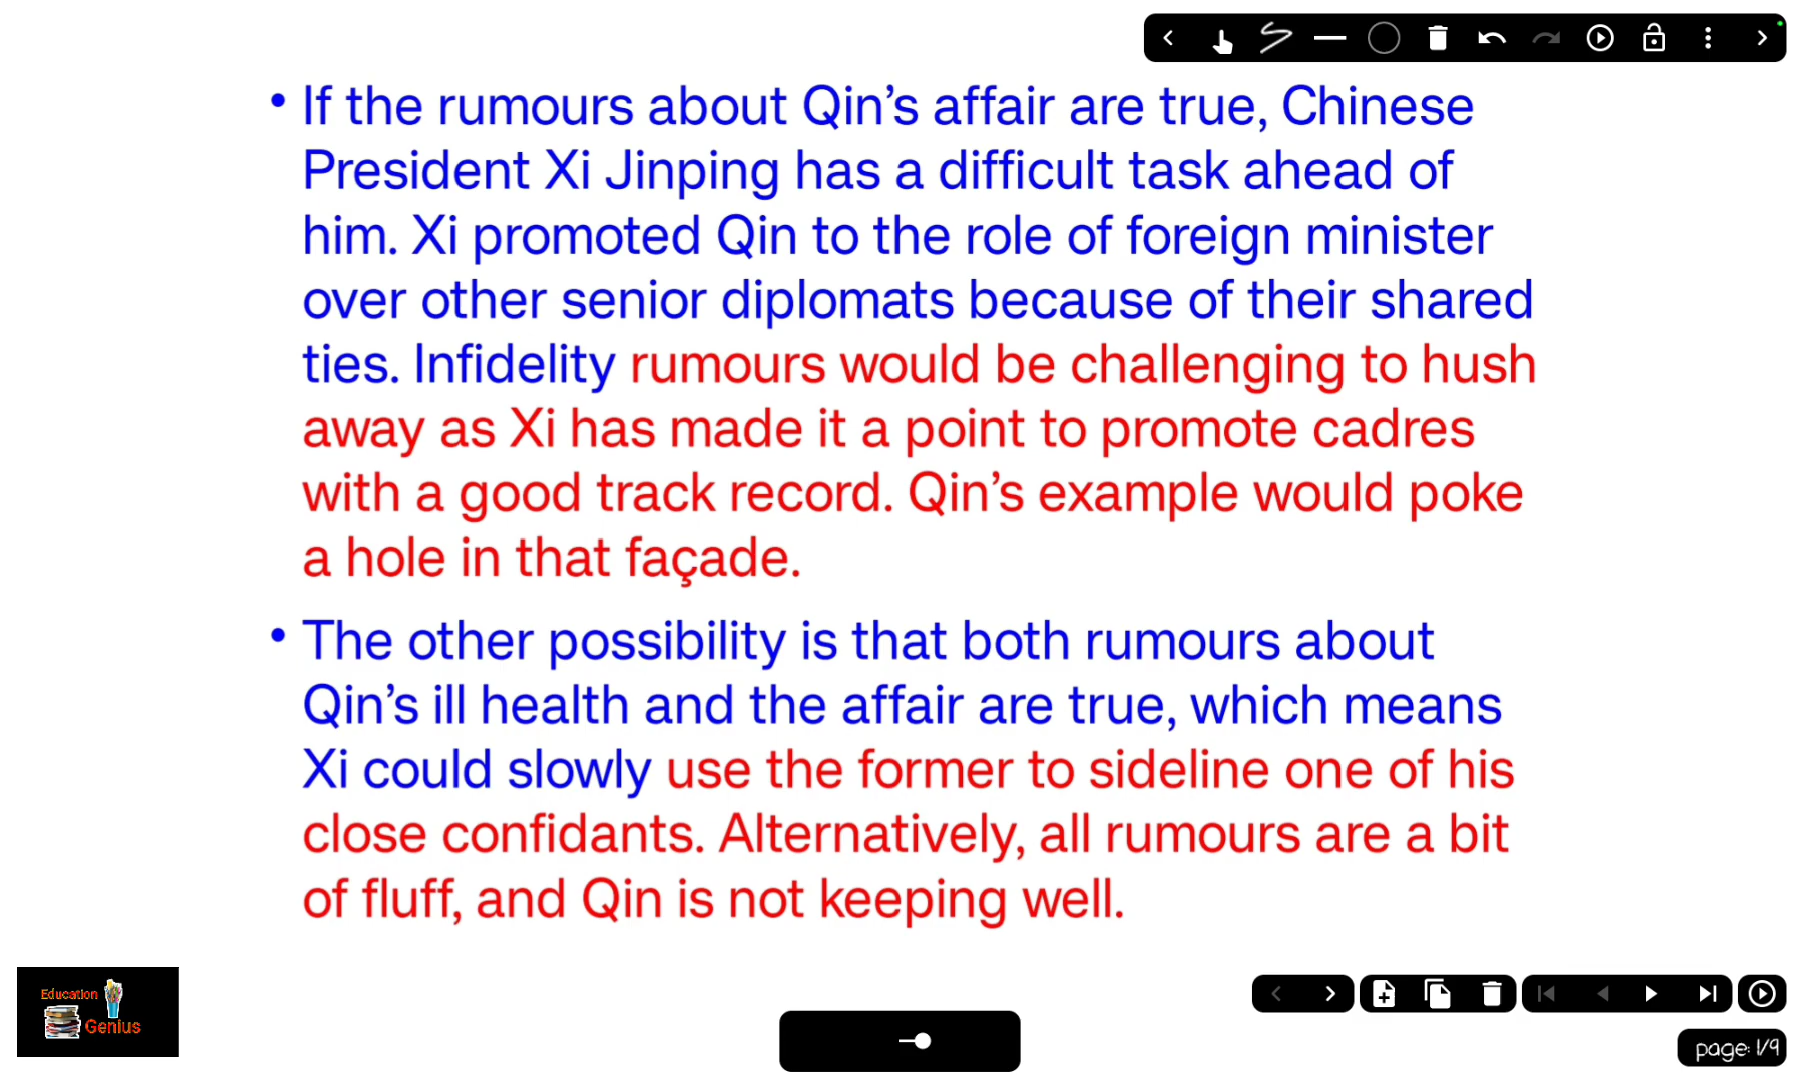 • If the rumours about Qin’s affair are true, Chinese
President Xi Jinping has a difficult task ahead of
him. Xi promoted Qin to the role of foreign minister
over other senior diplomats because of their shared
ties. Infidelity rumours would be challenging to hush
away as Xi has made it a point to promote cadres
with a good track record. Qin’s example would poke
a hole in that façade.
• The other possibility is that both rumours about
Qin’s ill health and the affair are true, which means
Xi could slowly use the former to sideline one of his
close confidants. Alternatively, all rumours are a bit
of fluff, and Qin is not keeping well.
Education
Genius
page: 1/9